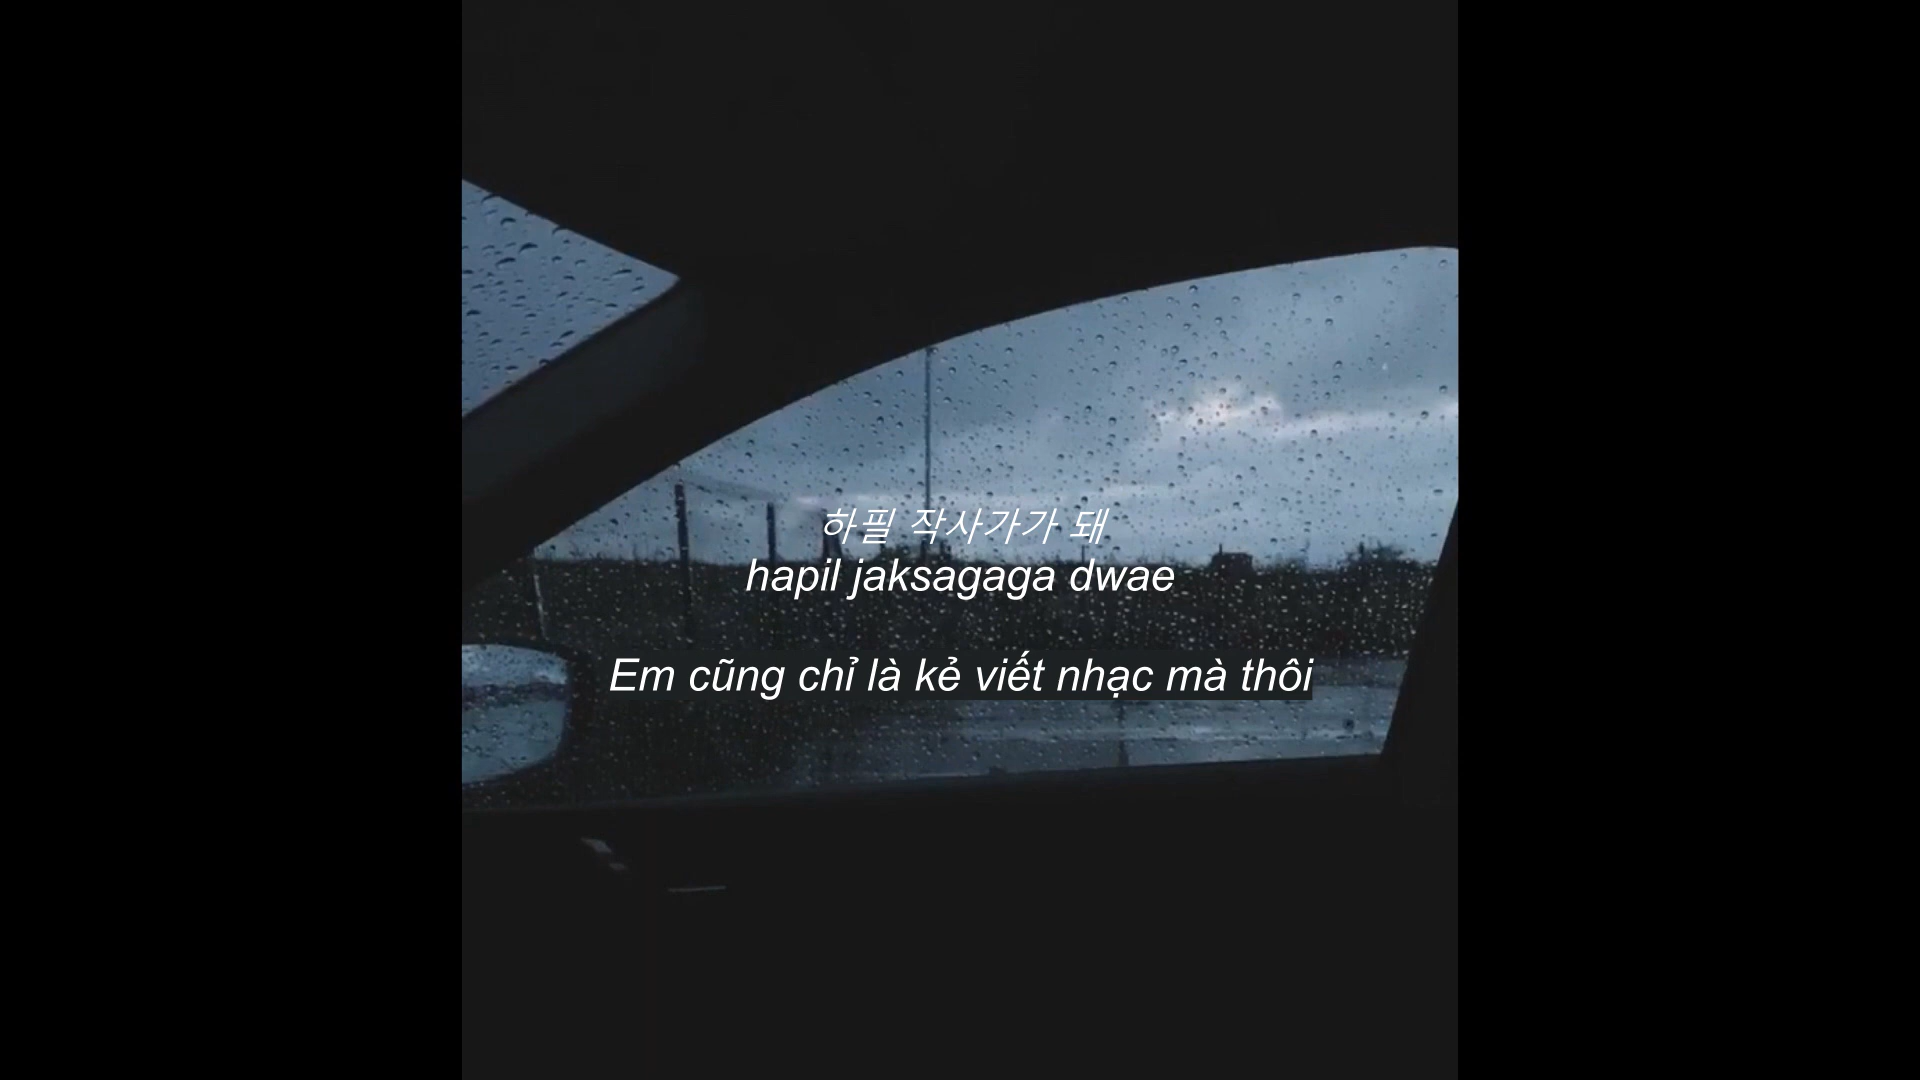 하필 작사가가 돼
hapil jaksagaga dwae
Em cũng chỉ là kẻ viết nhạc mà thôi